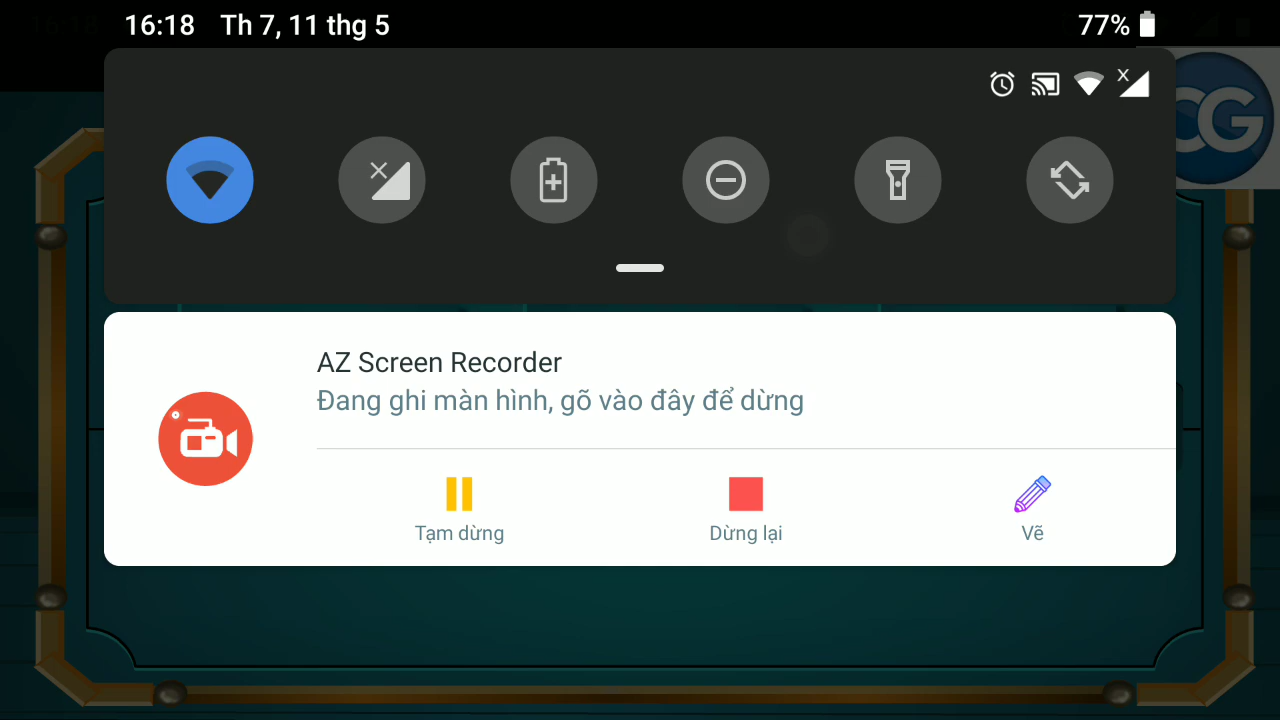 16:18 Th 7, 11 thg 5 77%
CG
AZ Screen Recorder
Đang ghi màn hình, gõ vào đây để dừng
Tạm dừng Dừng lại Vẽ